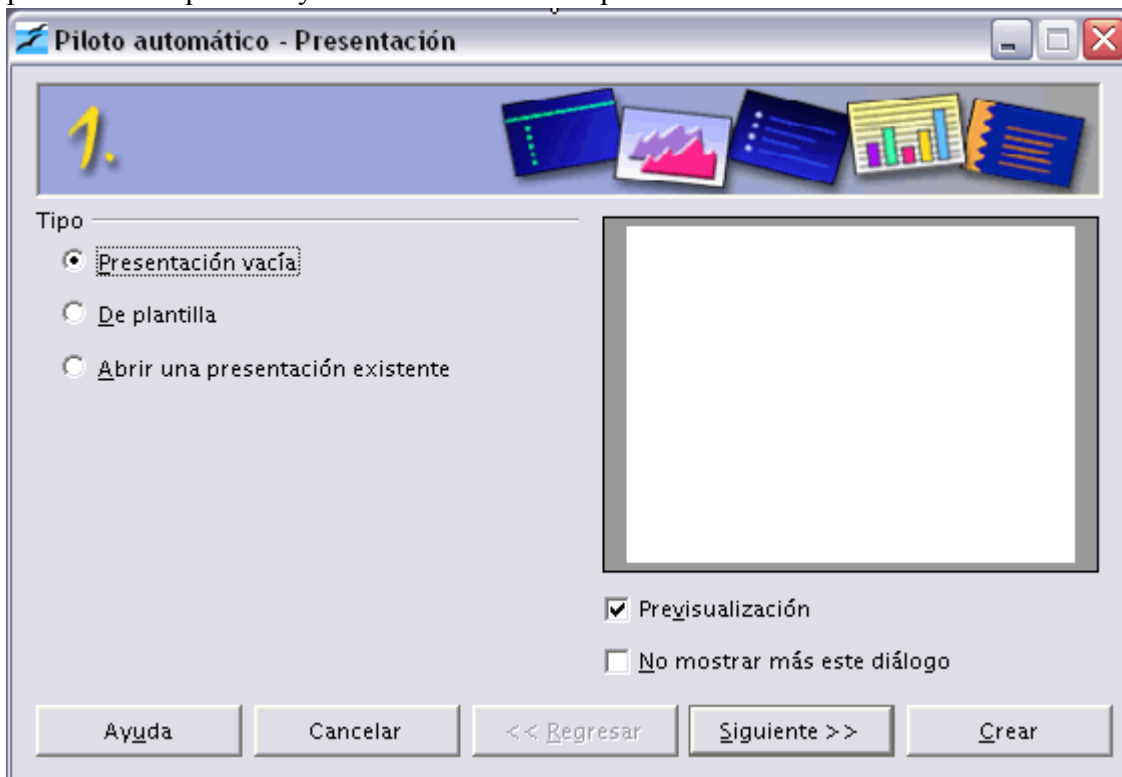 Piloto automático - Presentación
1.
Tipo
Presentación vacía
De plantilla
Abrir una presentación existente
Previsualización
No mostrar más este diálogo
Ayuda Cancelar << Regresar Siguiente >> Crear